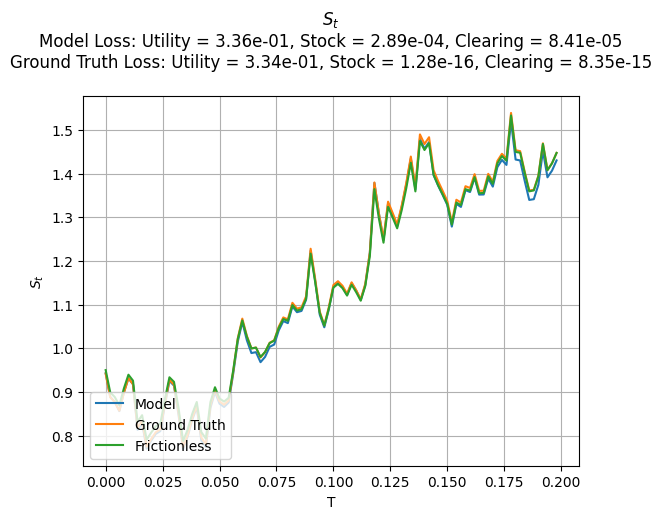 S_t
Model Loss: Utility = 3.36e-01, Stock = 2.89e-04, Clearing = 8.41e-05
Ground Truth Loss: Utility = 3.34e-01, Stock = 1.28e-16, Clearing = 8.35e-15
1.5
1.4
1.3
1.2
1.1
1.0
0.9
0.8
S_t
Model
Ground Truth
Frictionless
0.000 0.025 0.050 0.075 0.100 0.125 0.150 0.175 0.200
T